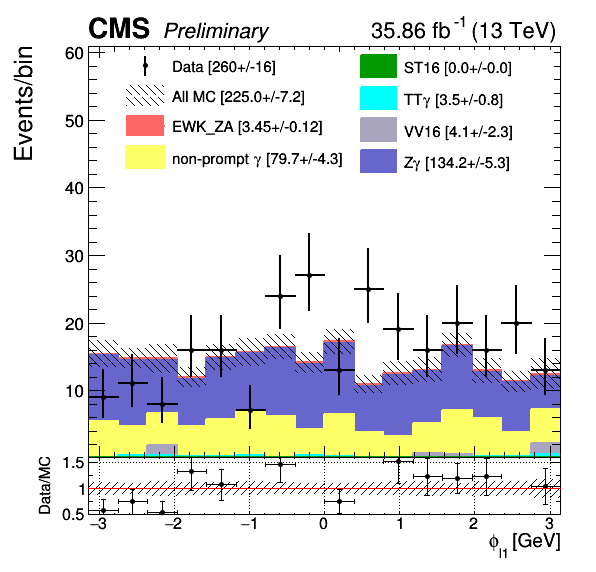 CMS Preliminary 35.86 fb⁻¹ (13 TeV)
Events/bin
Data [260+/-16]
All MC [225.0+/-7.2]
EWK_ZA [3.45+/-0.12]
non-prompt γ [79.7+/-4.3]
ST16 [0.0+/-0.0]
TTγ [3.5+/-0.8]
VV16 [4.1+/-2.3]
Zγ [134.2+/-5.3]
60
50
40
30
20
10
Data/MC
1.5
1
0.5
−3 −2 −1 0 1 2 3
ϕ_l1 [GeV]